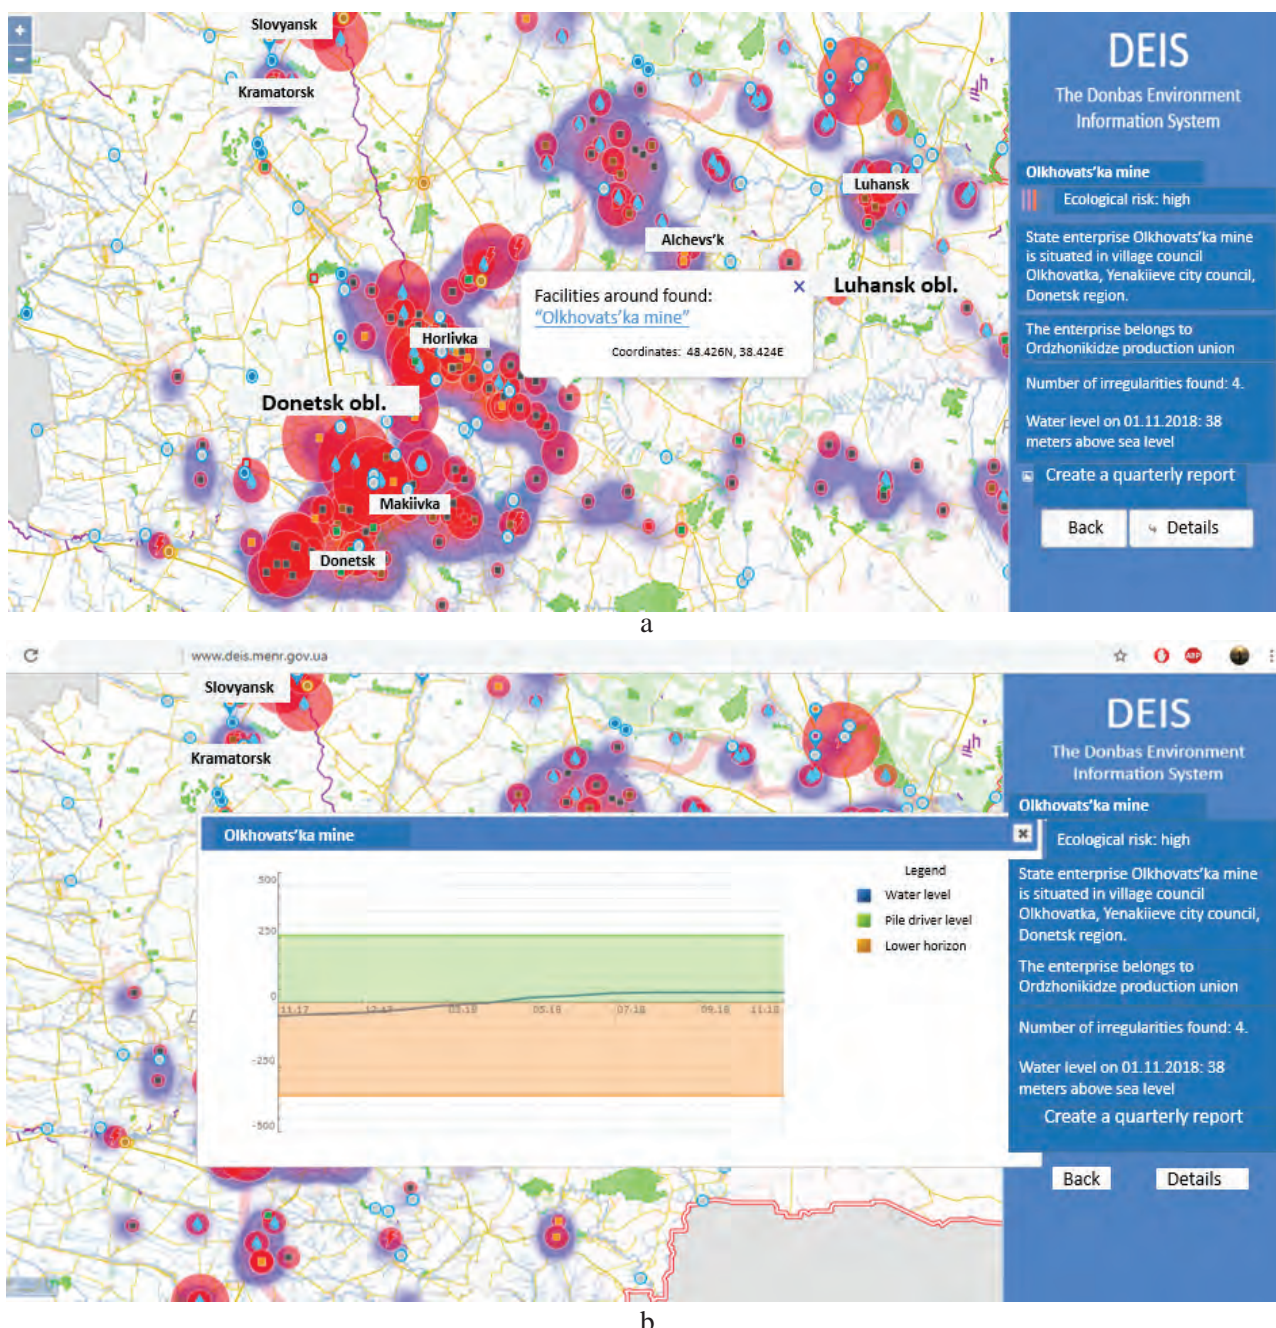 Slovyansk
Kramatorsk
Luhansk
Alchevs'k
Luhansk obl.
Facilities around found:
"Olkhovats'ka mine"
Coordinates: 48.426N, 38.424E
Horlivka
Donetsk obl.
Makiivka
Donetsk
DEIS
The Donbas Environment
Information System
Olkhovats'ka mine
Ecological risk: high
State enterprise Olkhovats'ka mine
is situated in village council
Olkhovatka, Yenakiieve city council,
Donetsk region.
The enterprise belongs to
Ordzhonikidze production union
Number of irregularities found: 4.
Water level on 01.11.2018: 38
meters above sea level
Create a quarterly report
Back
Details
a
www.deis.menr.gov.ua
ABP
Slovyansk
Kramatorsk
Olkhovats'ka mine
500
250
0
-250
-500
11:17
12:17
03:18
05:18
07:18
09:18
11:18
Legend
Water level
Pile driver level
Lower horizon
DEIS
The Donbas Environment
Information System
Olkhovats'ka mine
Ecological risk: high
State enterprise Olkhovats'ka mine
is situated in village council
Olkhovatka, Yenakiieve city council,
Donetsk region.
The enterprise belongs to
Ordzhonikidze production union
Number of irregularities found: 4.
Water level on 01.11.2018: 38
meters above sea level
Create a quarterly report
Back
Details
b